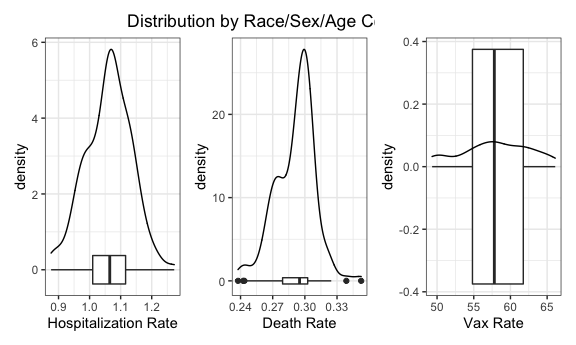 Distribution by Race/Sex/Age C
6
4
2
0
density
0.9 1.0 1.1 1.2
Hospitalization Rate
20
10
0
density
0.24 0.27 0.30 0.33
Death Rate
0.4
0.2
0.0
-0.2
-0.4
density
50 55 60 65
Vax Rate